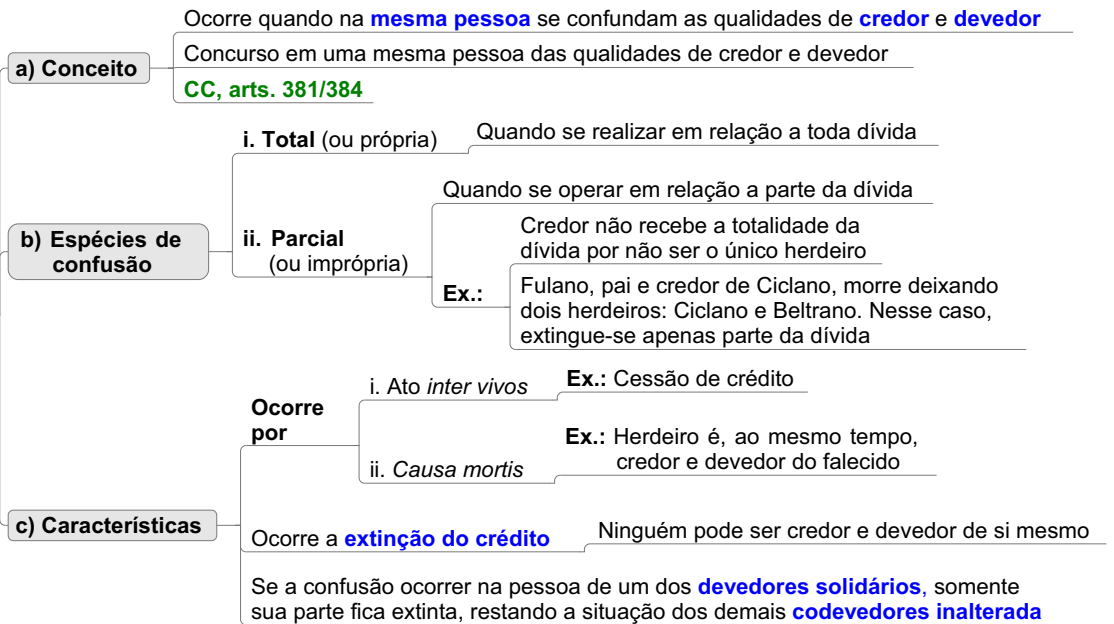 a) Conceito
Ocorre quando na mesma pessoa se confundam as qualidades de credor e devedor
Concurso em uma mesma pessoa das qualidades de credor e devedor
CC, arts. 381/384
b) Espécies de
confusão
i. Total (ou própria)
Quando se realizar em relação a toda dívida
ii. Parcial
(ou imprópria)
Quando se operar em relação a parte da dívida
Ex.:
Credor não recebe a totalidade da
dívida por não ser o único herdeiro
Fulano, pai e credor de Ciclano, morre deixando
dois herdeiros: Ciclano e Beltrano. Nesse caso,
extingue-se apenas parte da dívida
c) Características
Ocorre
por
i. Ato inter vivos
Ex.: Cessão de crédito
ii. Causa mortis
Ex.: Herdeiro é, ao mesmo tempo,
credor e devedor do falecido
Ocorre a extinção do crédito
Ninguém pode ser credor e devedor de si mesmo
Se a confusão ocorrer na pessoa de um dos devedores solidários, somente
sua parte fica extinta, restando a situação dos demais codevedores inalterada